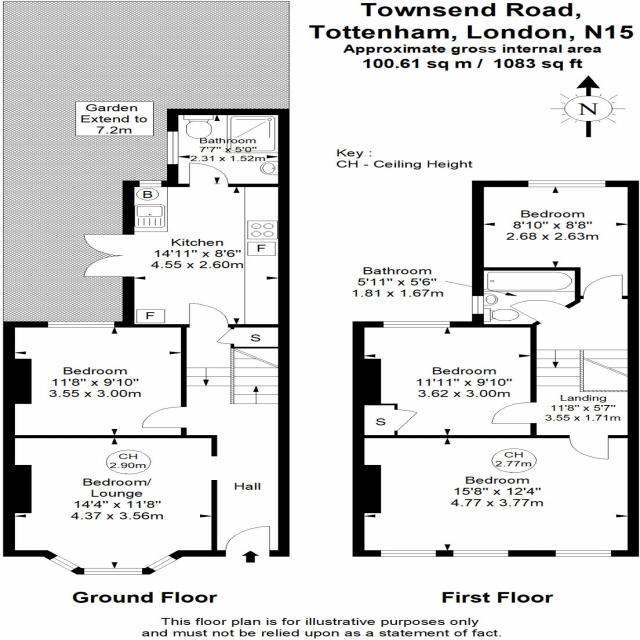 Townsend Road,
Tottenham, London, N15
Approximate gross internal area
100.61 sq m / 1083 sq ft
N
Key :
CH - Ceiling Height
Garden
Extend to
7.2m
Bathroom
7'7" x 5'0"
2.31 x 1.52m
B
Kitchen
14'11" x 8'6"
4.55 x 2.60m
F
F
S
Bedroom
11'8" x 9'10"
3.55 x 3.00m
CH
2.90m
Bedroom/
Lounge
14'4" x 11'8"
4.37 x 3.56m
Hall
Ground Floor
Bedroom
8'10" x 8'8"
2.68 x 2.63m
Bathroom
5'11" x 5'6"
1.81 x 1.67m
Bedroom
11'11" x 9'10"
3.62 x 3.00m
S
Landing
11'8" x 5'7"
3.55 x 1.71m
CH
2.77m
Bedroom
15'8" x 12'4"
4.77 x 3.77m
First Floor
This floor plan is for illustrative purposes only
and must not be relied upon as a statement of fact.